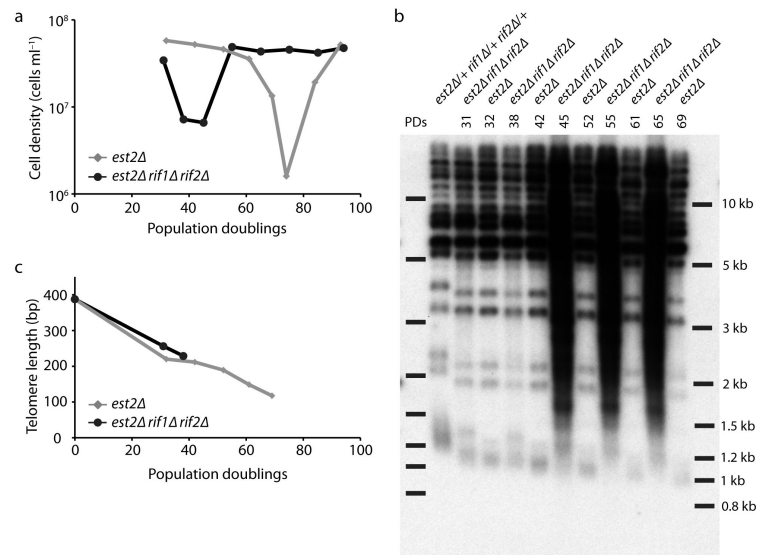 a
Cell density (cells ml⁻¹)
10⁸
10⁷
10⁶
est2Δ
est2Δ rif1Δ rif2Δ
0 20 40 60 80 100
Population doublings
b
est2Δ/+ rif1Δ/+ rif2Δ/+
est2Δ rif1Δ rif2Δ
est2Δ
est2Δ rif1Δ rif2Δ
est2Δ
est2Δ rif1Δ rif2Δ
est2Δ
est2Δ rif1Δ rif2Δ
est2Δ
est2Δ rif1Δ rif2Δ
est2Δ
PDs 31 32 38 42 45 52 55 61 65 69
10 kb
5 kb
3 kb
2 kb
1.5 kb
1.2 kb
1 kb
0.8 kb
c
Telomere length (bp)
400
300
200
100
0
est2Δ
est2Δ rif1Δ rif2Δ
0 20 40 60 80 100
Population doublings